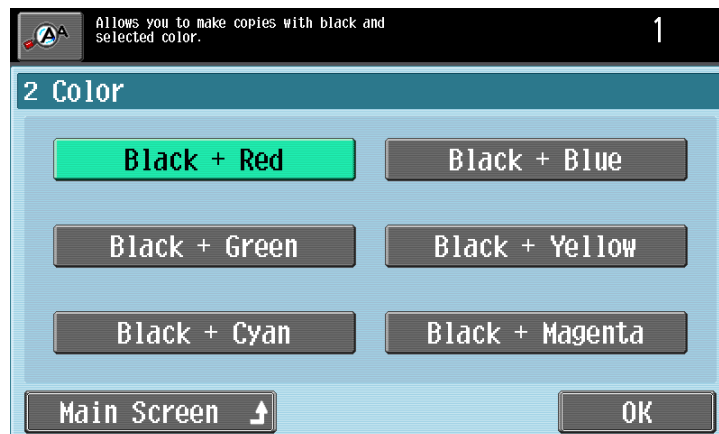 AA
Allows you to make copies with black and
selected color.
1
2 Color
Black + Red
Black + Blue
Black + Green
Black + Yellow
Black + Cyan
Black + Magenta
Main Screen
OK